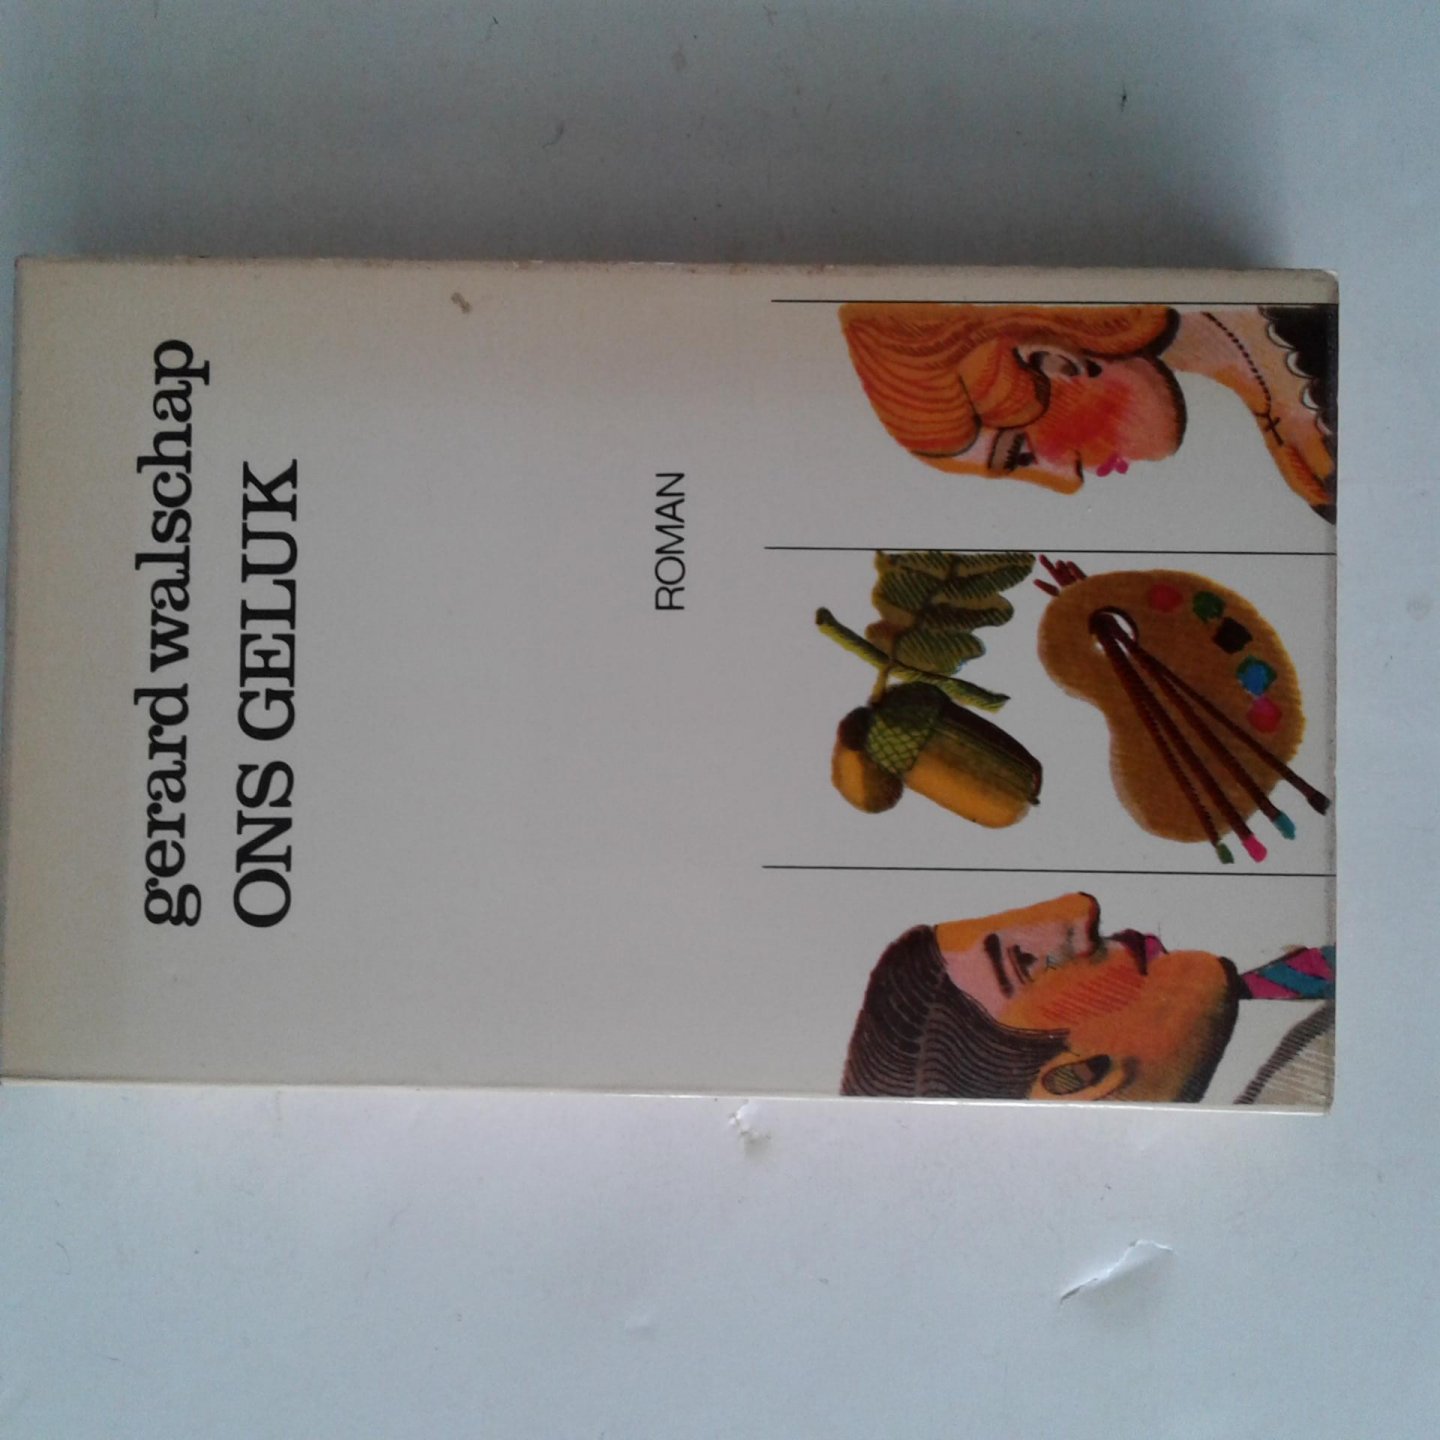 gerard walschap
ONS GELUK
ROMAN